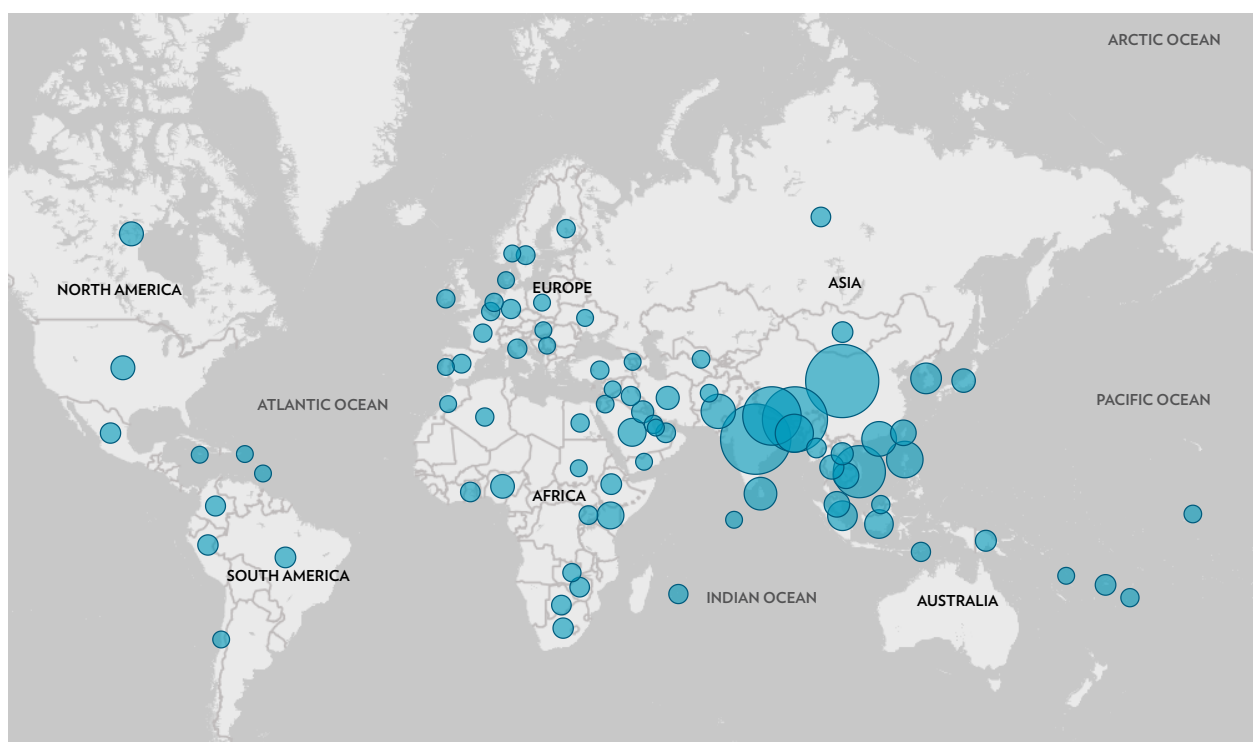 ARCTIC OCEAN
NORTH AMERICA
EUROPE
ASIA
ATLANTIC OCEAN
PACIFIC OCEAN
AFRICA
SOUTH AMERICA
INDIAN OCEAN
AUSTRALIA